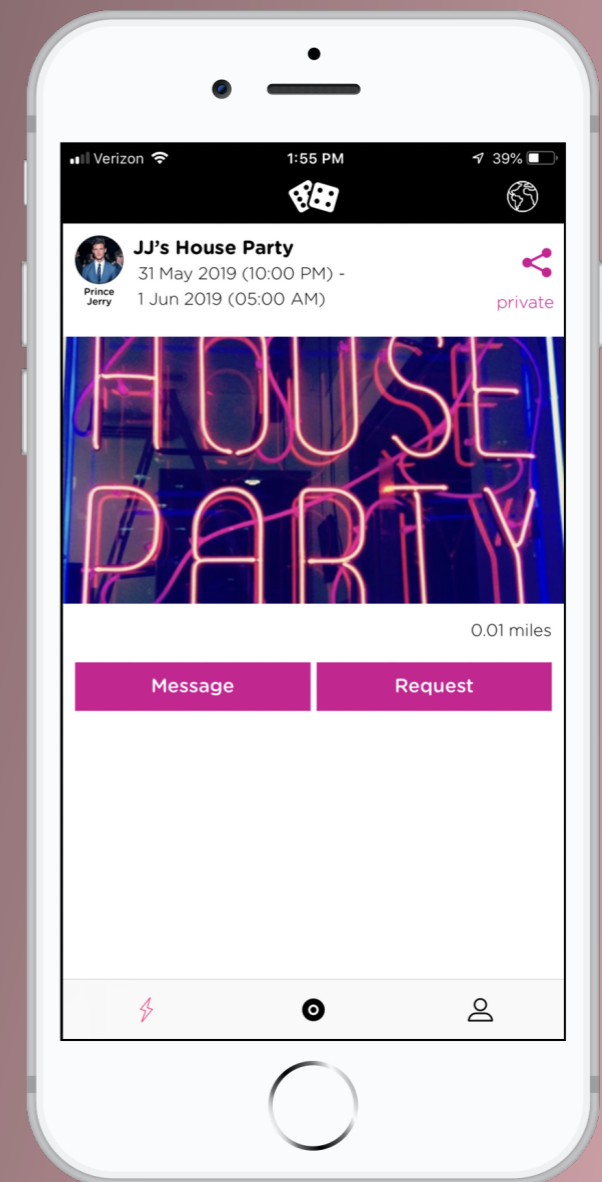 Verizon 1:55 PM 39%
JJ's House Party
31 May 2019 (10:00 PM) -
Prince
Jerry
1 Jun 2019 (05:00 AM)
private
HOUSE
PARTY
0.01 miles
Message Request